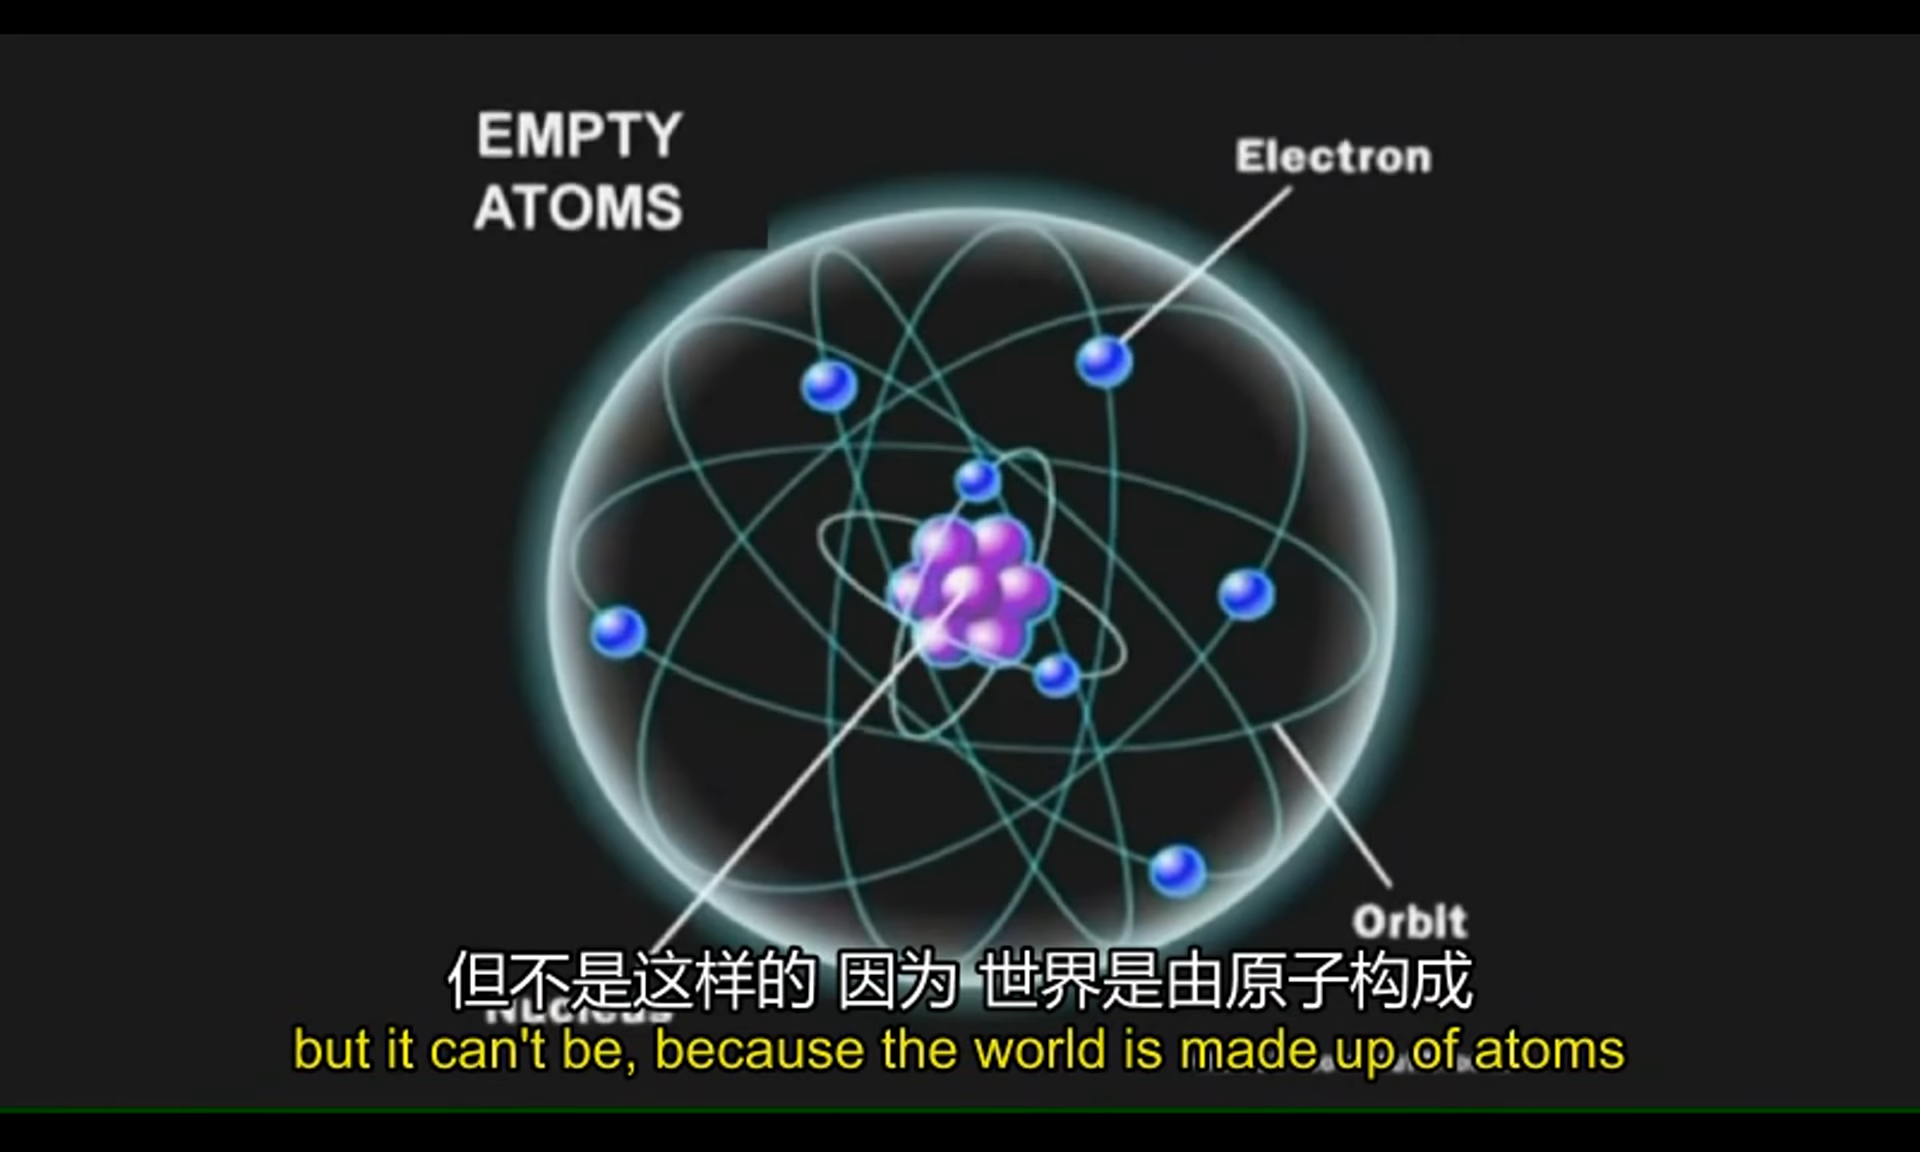 EMPTY
ATOMS
Electron
Orbit
Nucleus
但不是这样的 因为 世界是由原子构成
but it can't be, because the world is made up of atoms